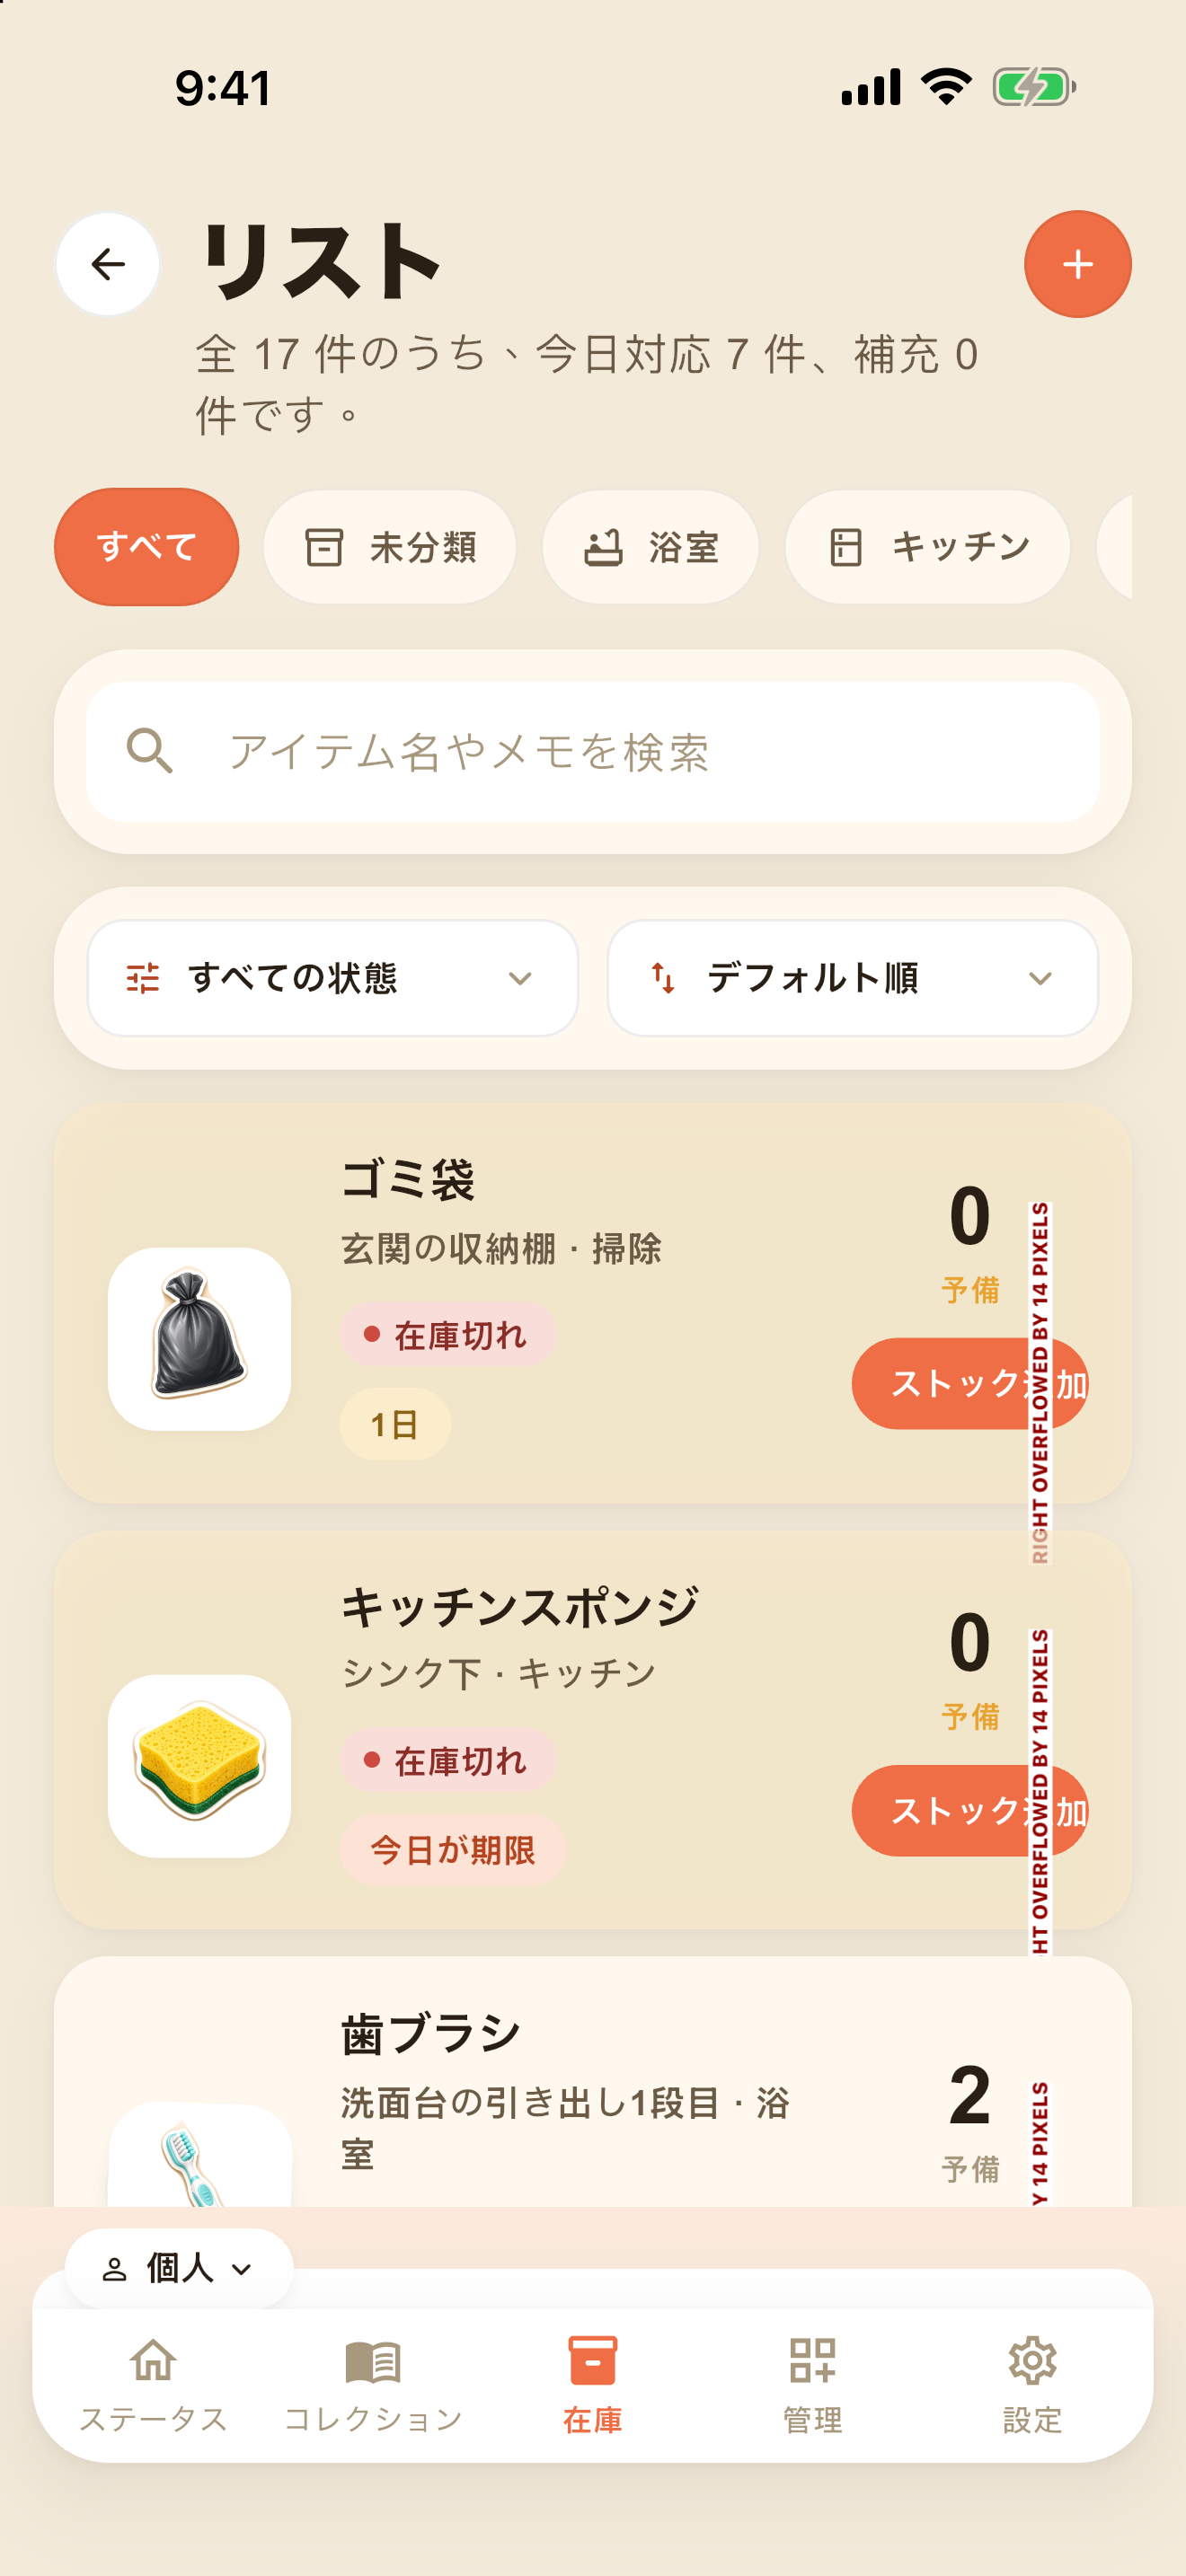 9:41
リスト
全 17 件のうち、今日対応 7 件、補充 0
件です。
すべて
未分類
浴室
キッチン
アイテム名やメモを検索
すべての状態
デフォルト順
ゴミ袋
玄関の収納棚 · 掃除
在庫切れ
1日
0
予備
ストック追加
RIGHT OVERFLOWED BY 14 PIXELS
キッチンスポンジ
シンク下 · キッチン
在庫切れ
今日が期限
0
予備
ストック追加
HT OVERFLOWED BY 14 PIXELS
歯ブラシ
洗面台の引き出し1段目 · 浴
室
2
予備
Y 14 PIXELS
個人
ステータス
コレクション
在庫
管理
設定